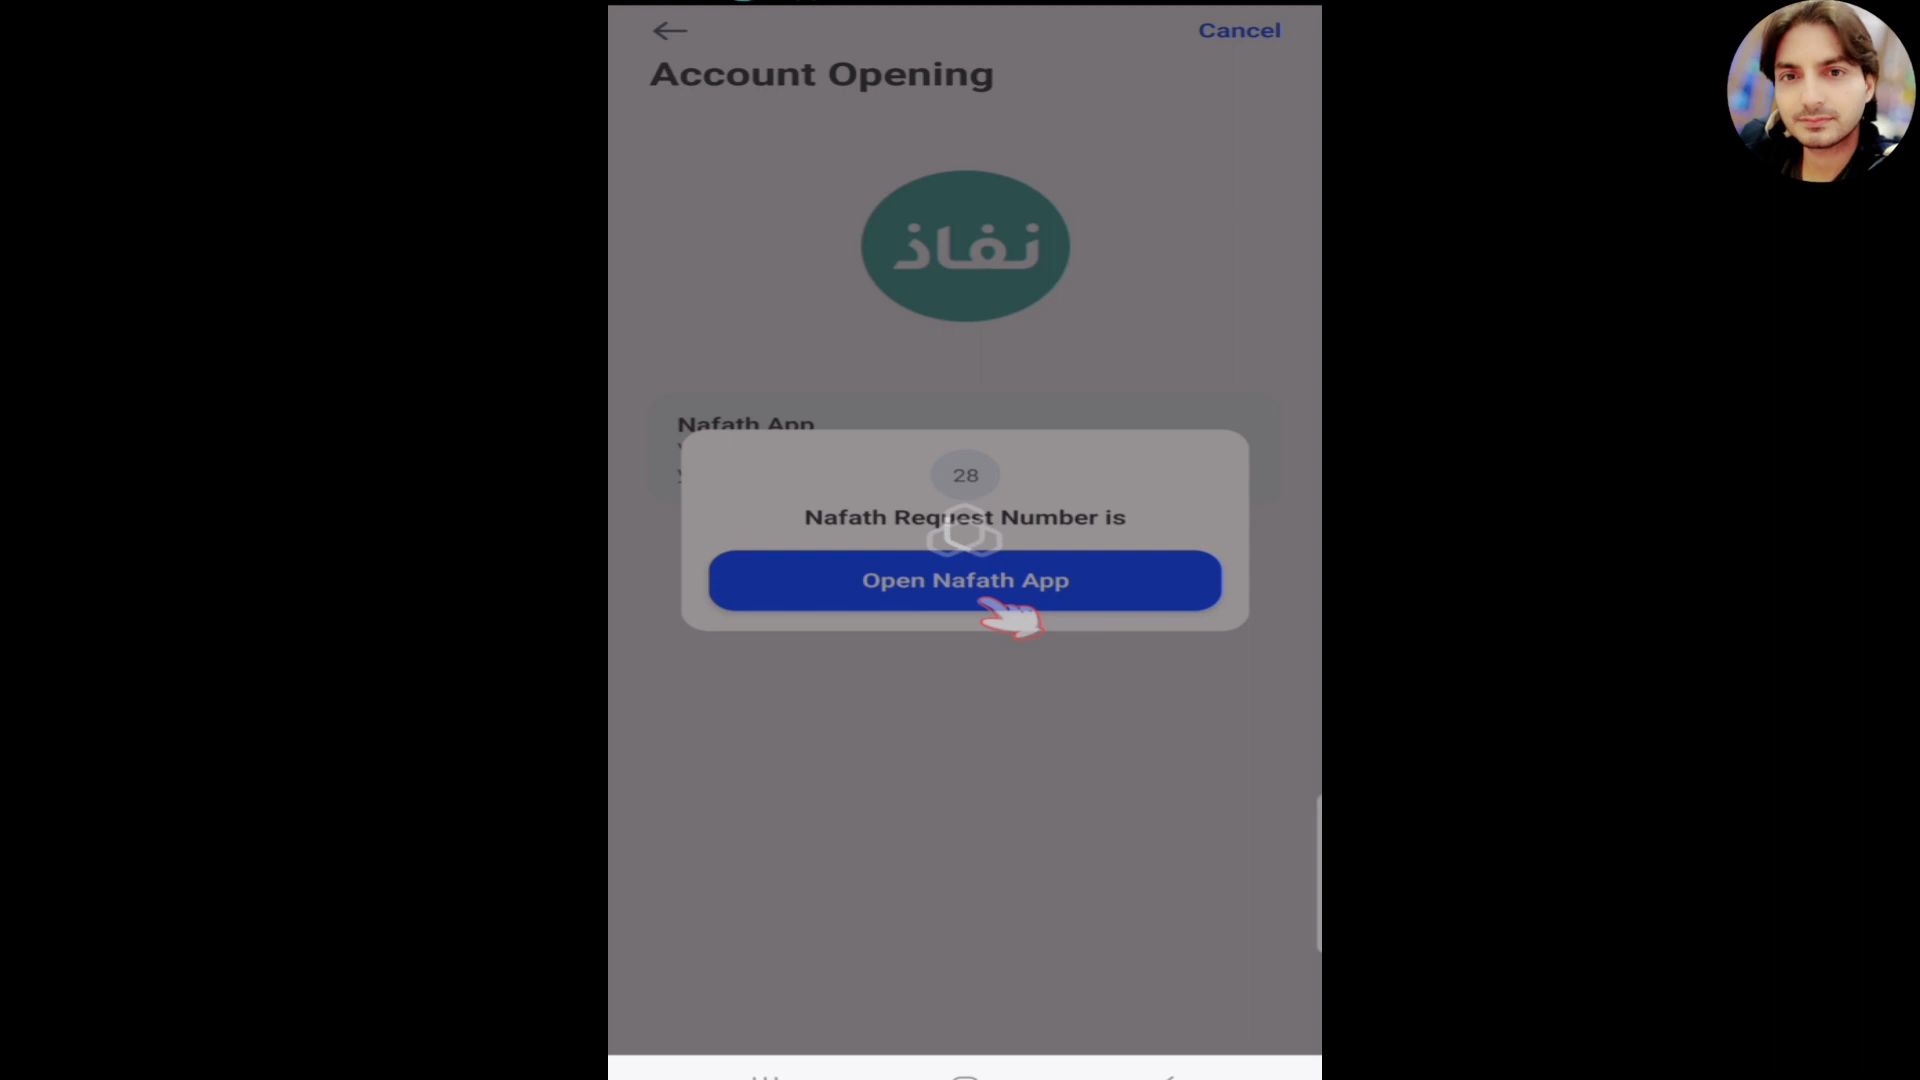 Cancel
Account Opening
نفاذ
Nafath App
28
Nafath Request Number is
Open Nafath App